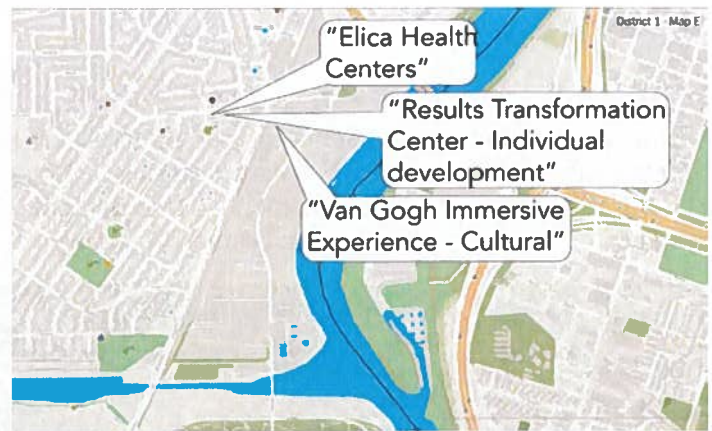 District 1 - Map E
"Elica Health
Centers"
"Results Transformation
Center - Individual
development"
"Van Gogh Immersive
Experience - Cultural"